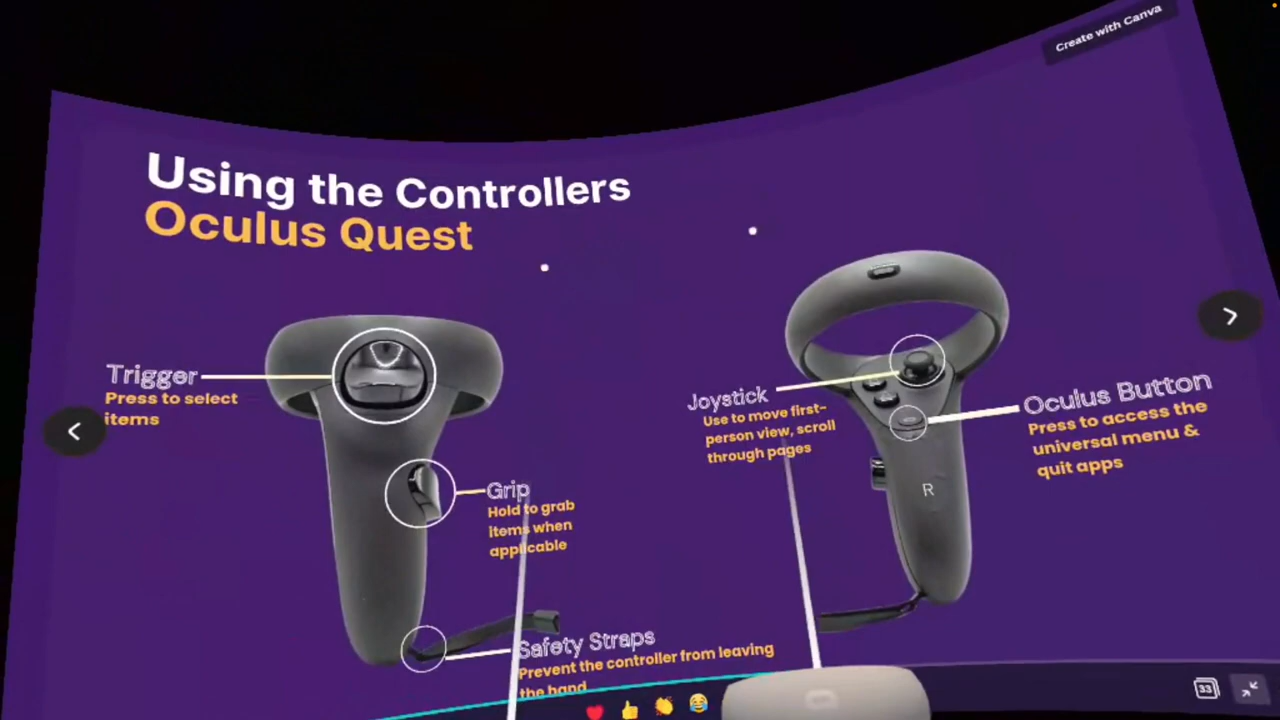 Create with Canva
Using the Controllers
Oculus Quest
Trigger
Press to select
items
Grip
Hold to grab
items when
applicable
Safety Straps
Prevent the controller from leaving
the hand
Joystick
Use to move first-
person view, scroll
through pages
Oculus Button
Press to access the
universal menu &
quit apps
R
33